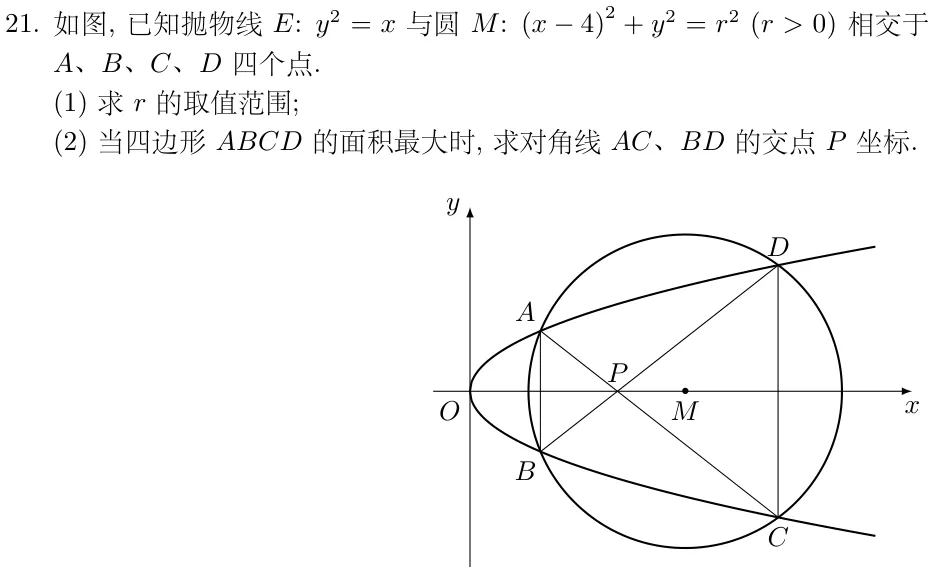 21. 如图, 已知抛物线 E: y² = x 与圆 M: (x − 4)² + y² = r² (r > 0) 相交于
A、B、C、D 四个点.
(1) 求 r 的取值范围;
(2) 当四边形 ABCD 的面积最大时, 求对角线 AC、BD 的交点 P 坐标.
y
D
A
P
O
M
x
B
C